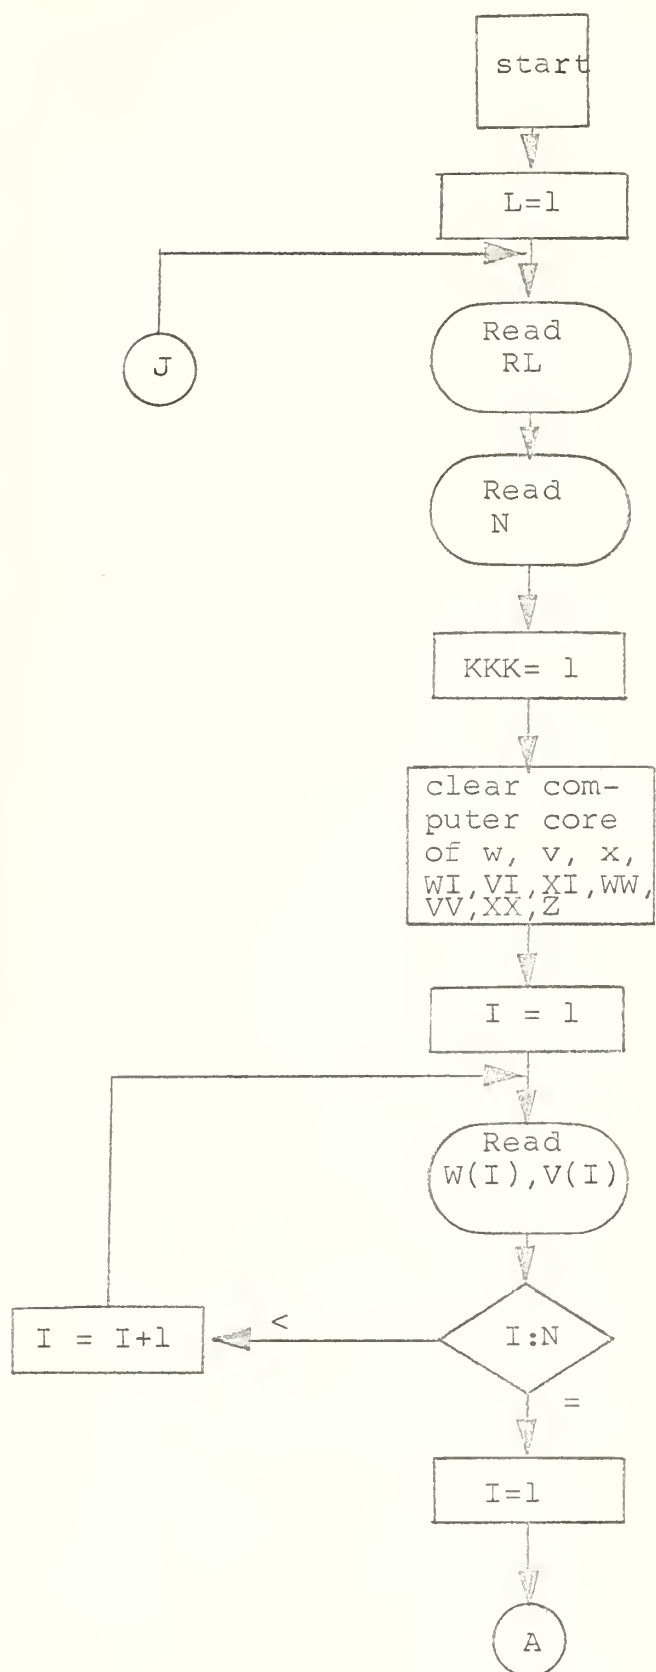 start
L=1
J
Read
RL
Read
N
KKK= 1
clear com-
puter core
of w, v, x,
WI,VI,XI,WW,
VV,XX,Z
I = 1
Read
W(I),V(I)
I = I+1
<
I:N
=
I=1
A